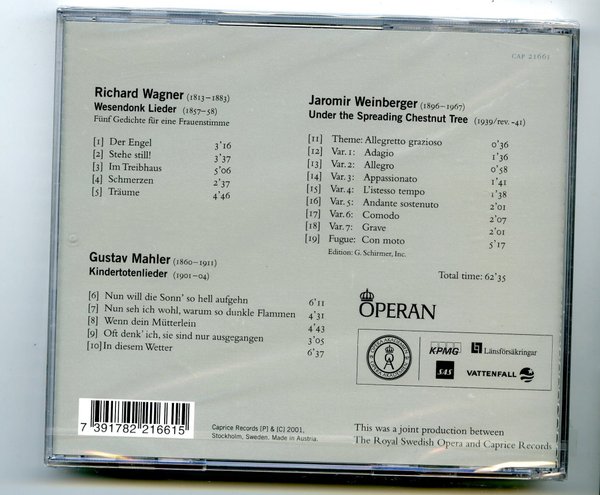 CAP 21661
Richard Wagner (1813–1883)
Wesendonk Lieder (1857–58)
Fünf Gedichte für eine Frauenstimme
[1] Der Engel 3'16
[2] Stehe still! 3'37
[3] Im Treibhaus 5'06
[4] Schmerzen 2'37
[5] Träume 4'46
Gustav Mahler (1860–1911)
Kindertotenlieder (1901–04)
[6] Nun will die Sonn' so hell aufgehn 6'11
[7] Nun seh ich wohl, warum so dunkle Flammen 4'31
[8] Wenn dein Mütterlein 4'43
[9] Oft denk' ich, sie sind nur ausgegangen 3'05
[10] In diesem Wetter 6'37
Jaromir Weinberger (1896–1967)
Under the Spreading Chestnut Tree (1939/rev. -41)
[11] Theme: Allegretto grazioso 0'36
[12] Var. 1: Adagio 1'36
[13] Var. 2: Allegro 0'58
[14] Var. 3: Appassionato 1'41
[15] Var. 4: L'istesso tempo 1'38
[16] Var. 5: Andante sostenuto 2'01
[17] Var. 6: Comodo 2'07
[18] Var. 7: Grave 2'01
[19] Fugue: Con moto 5'17
Edition: G. Schirmer, Inc.
Total time: 62'35
OPERAN
KPMG
Länsförsäkringar
SAS
VATTENFALL
7 391782 216615
Caprice Records [P] & (C) 2001,
Stockholm, Sweden. Made in Austria.
This was a joint production between
The Royal Swedish Opera and Caprice Records